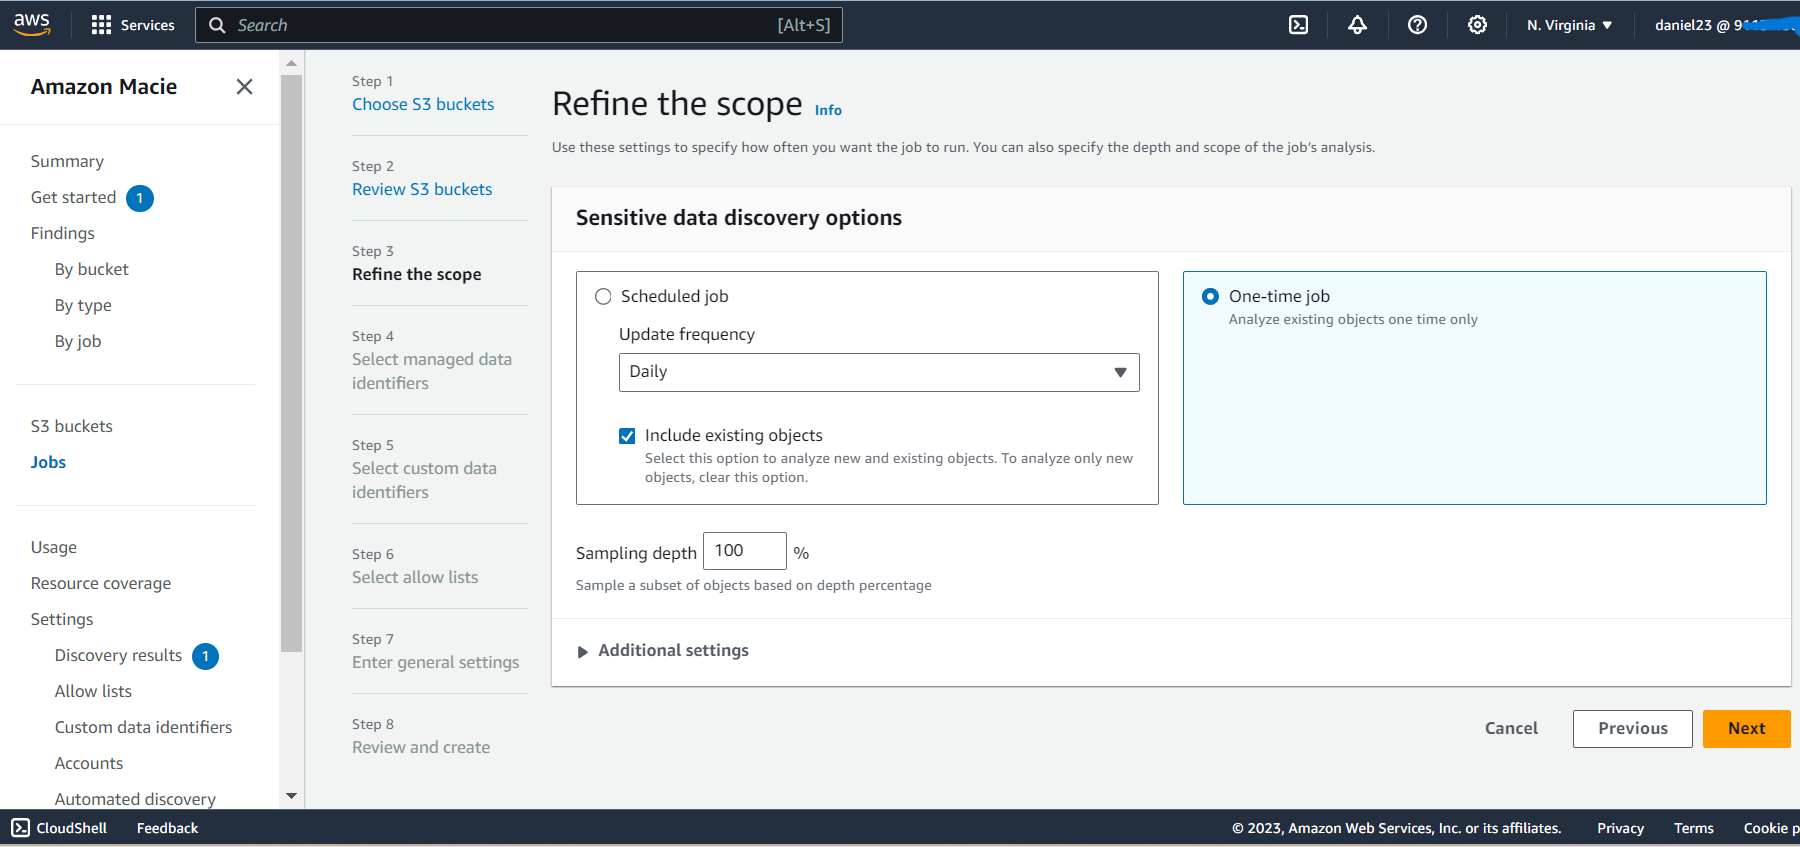 aws
Services
Search
[Alt+S]
N. Virginia
daniel23 @
Amazon Macie
Summary
Get started 1
Findings
By bucket
By type
By job
S3 buckets
Jobs
Usage
Resource coverage
Settings
Discovery results 1
Allow lists
Custom data identifiers
Accounts
Automated discovery
Step 1
Choose S3 buckets
Step 2
Review S3 buckets
Step 3
Refine the scope
Step 4
Select managed data
identifiers
Step 5
Select custom data
identifiers
Step 6
Select allow lists
Step 7
Enter general settings
Step 8
Review and create
Refine the scope Info
Use these settings to specify how often you want the job to run. You can also specify the depth and scope of the job's analysis.
Sensitive data discovery options
Scheduled job
Update frequency
Daily
Include existing objects
Select this option to analyze new and existing objects. To analyze only new
objects, clear this option.
One-time job
Analyze existing objects one time only
Sampling depth 100 %
Sample a subset of objects based on depth percentage
Additional settings
Cancel
Previous
Next
CloudShell
Feedback
© 2023, Amazon Web Services, Inc. or its affiliates.
Privacy
Terms
Cookie p